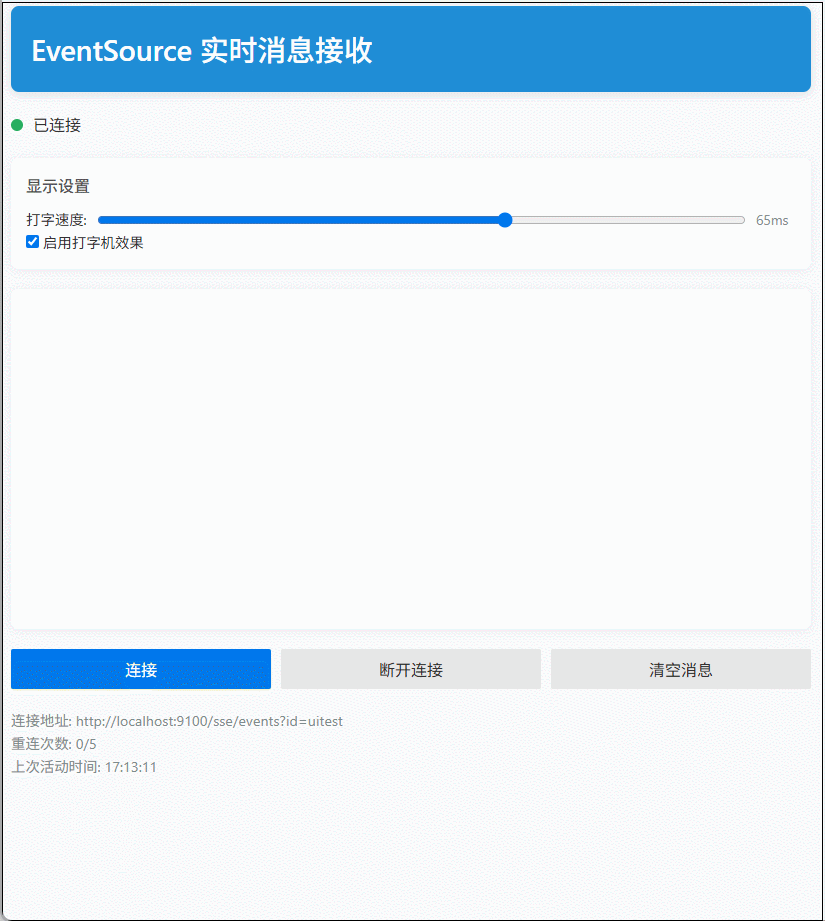 EventSource 实时消息接收
已连接
显示设置
打字速度: 65ms
启用打字机效果
连接 断开连接 清空消息
连接地址: http://localhost:9100/sse/events?id=uitest
重连次数: 0/5
上次活动时间: 17:13:11